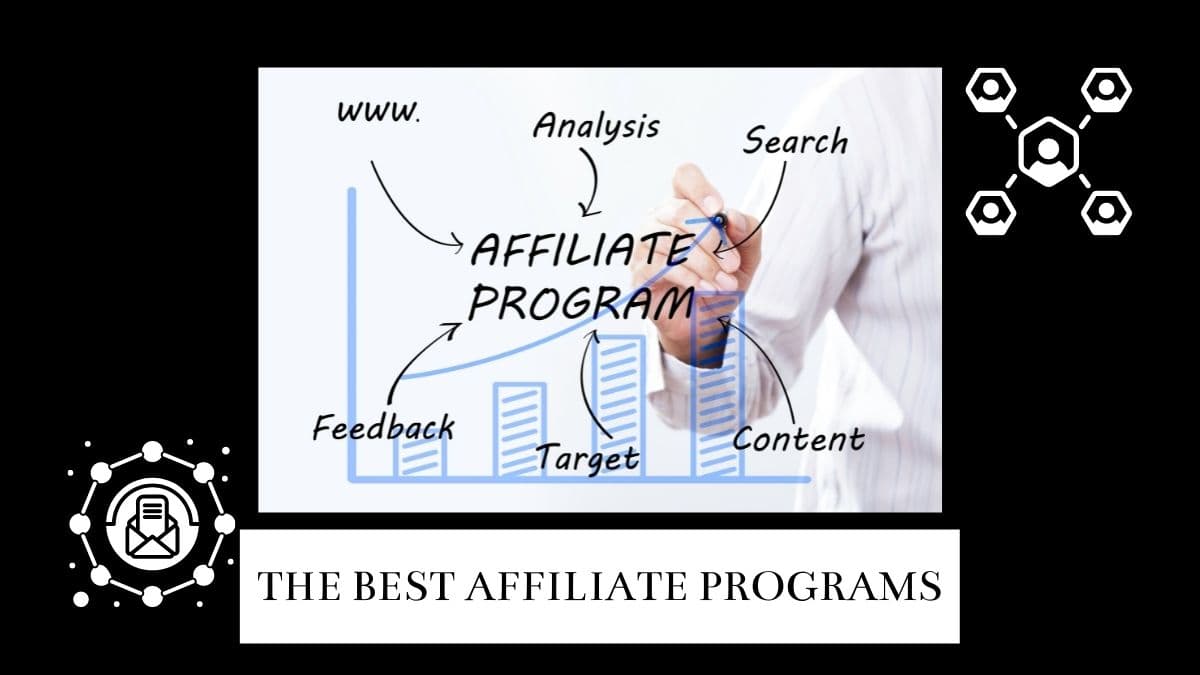 www.
Analysis
Search
AFFILIATE
PROGRAM
Feedback
Target
Content
THE BEST AFFILIATE PROGRAMS